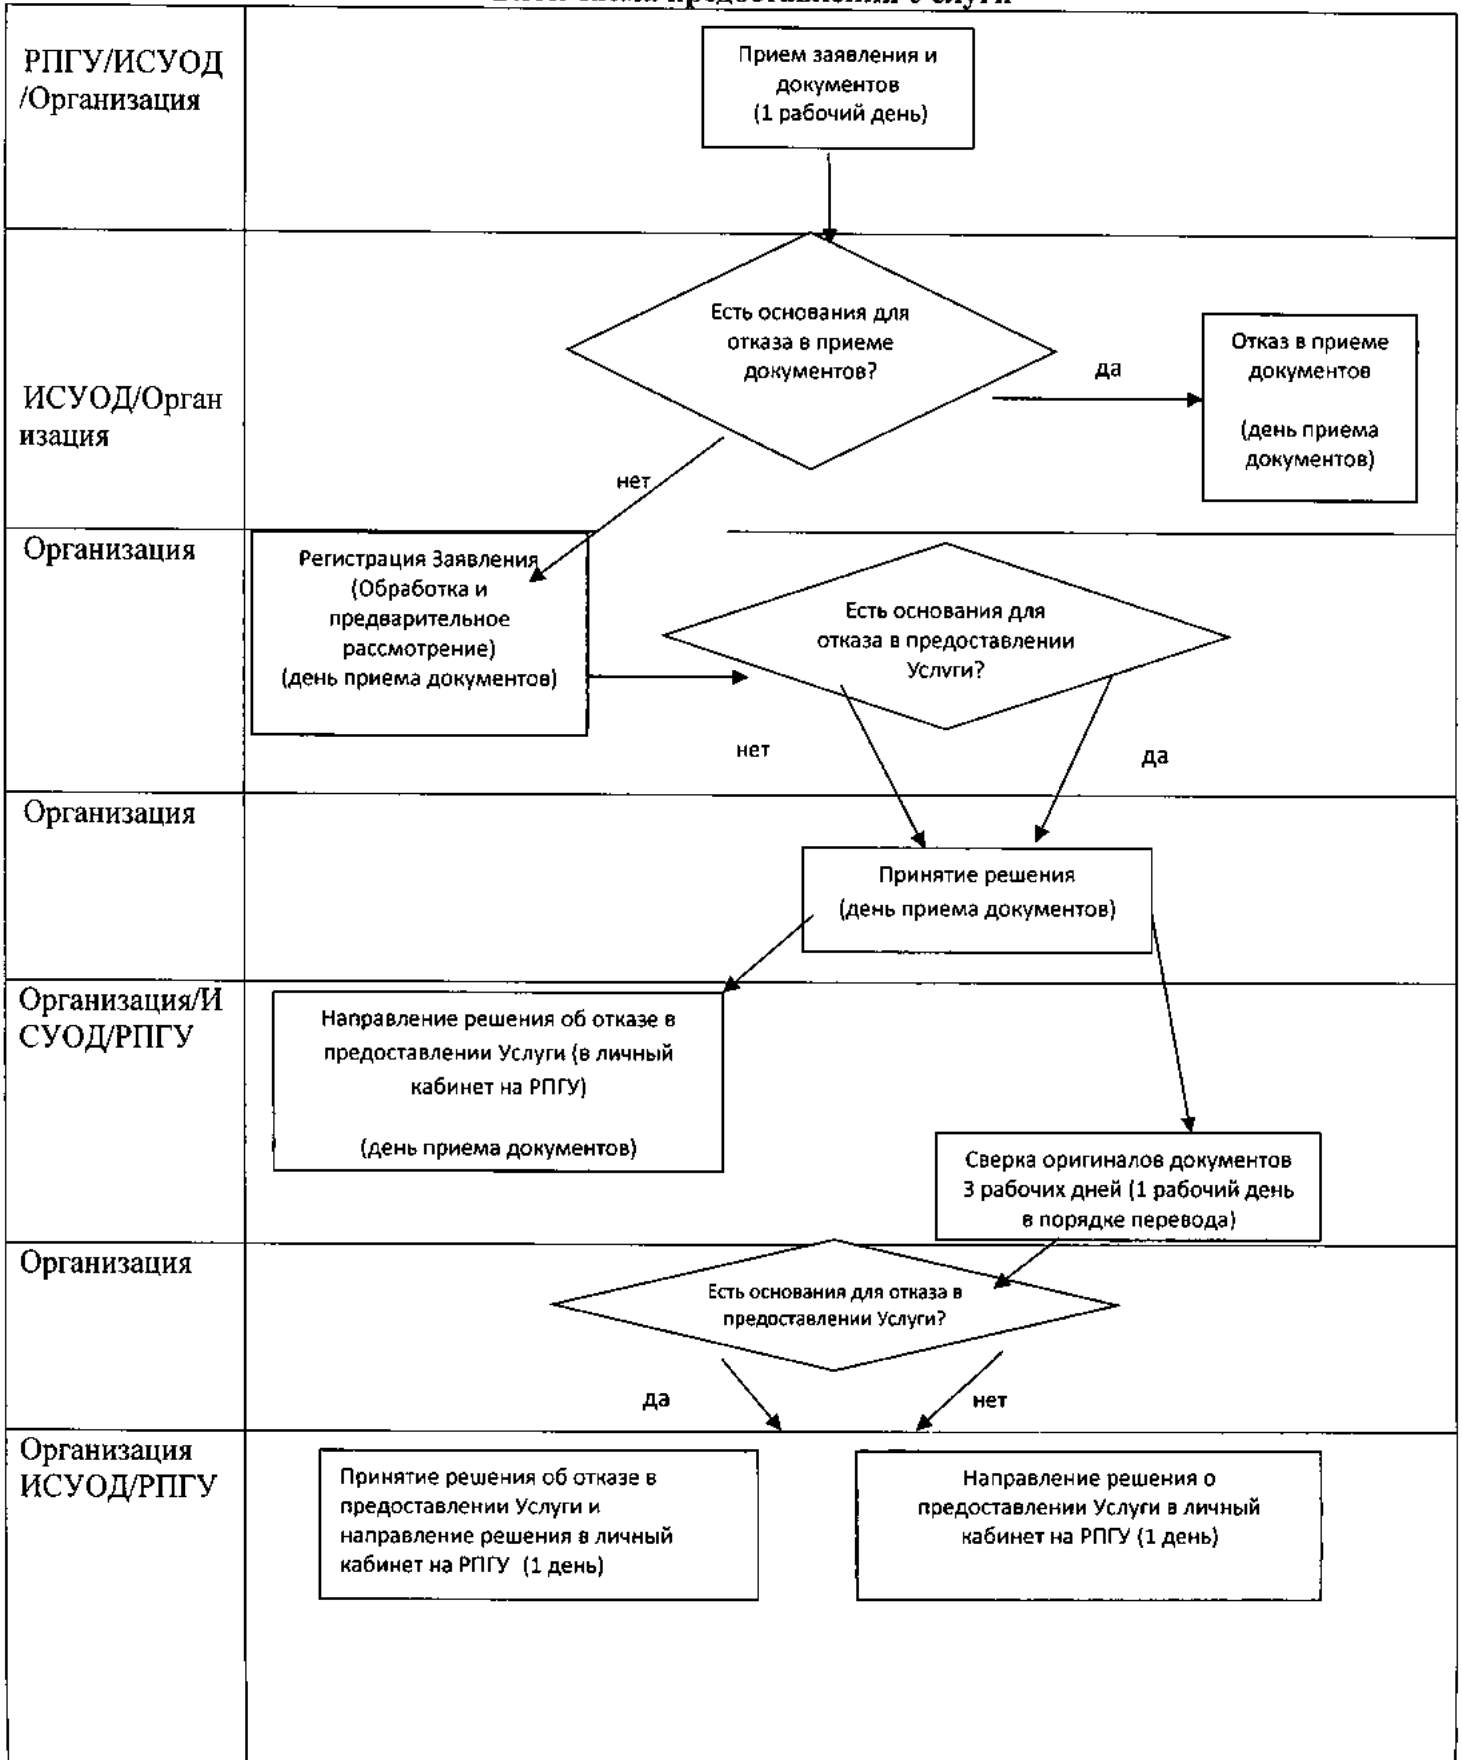 РПГУ/ИСУОД
/Организация
Прием заявления и
документов
(1 рабочий день)
ИСУОД/Орган
изация
Есть основания для
отказа в приеме
документов?
да
Отказ в приеме
документов
(день приема
документов)
нет
Организация
Регистрация Заявления
(Обработка и
предварительное
рассмотрение)
(день приема документов)
Есть основания для
отказа в предоставлении
Услуги?
нет
да
Организация
Принятие решения
(день приема документов)
Организация/И
СУОД/РПГУ
Направление решения об отказе в
предоставлении Услуги (в личный
кабинет на РПГУ)
(день приема документов)
Сверка оригиналов документов
3 рабочих дней (1 рабочий день
в порядке перевода)
Организация
Есть основания для отказа в
предоставлении Услуги?
да
нет
Организация
ИСУОД/РПГУ
Принятие решения об отказе в
предоставлении Услуги и
направление решения в личный
кабинет на РПГУ (1 день)
Направление решения о
предоставлении Услуги в личный
кабинет на РПГУ (1 день)